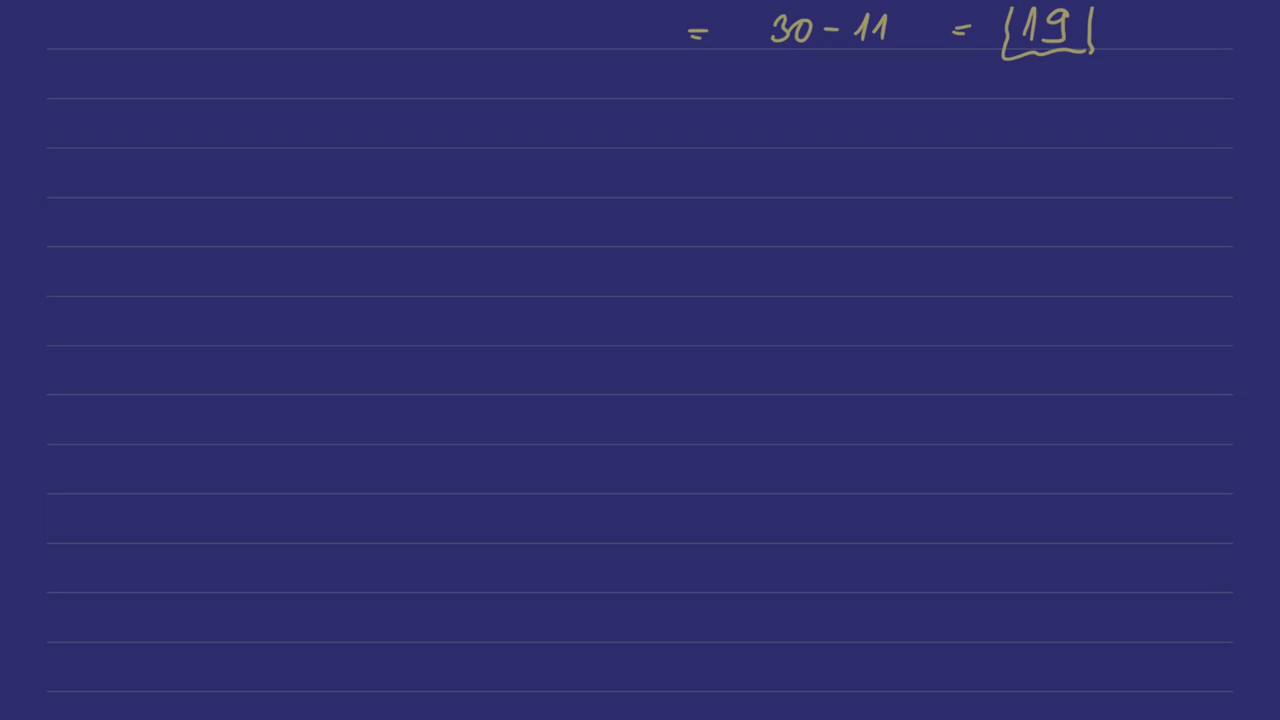 = 30 - 11 = 19